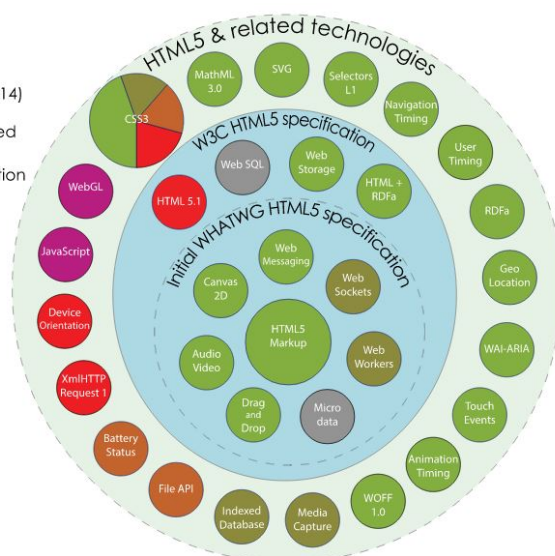 14)
ed
tion
HTML5 & related technologies
CSS3
MathML
3.0
SVG
Selectors
L1
Navigation
Timing
User
Timing
RDFa
Geo
Location
WAI-ARIA
Touch
Events
Animation
Timing
WOFF
1.0
Media
Capture
Indexed
Database
File API
Battery
Status
XmlHTTP
Request 1
Device
Orientation
JavaScript
WebGL
W3C HTML5 specification
HTML 5.1
Web SQL
Web
Storage
HTML +
RDFa
Initial WHATWG HTML5 specification
Web
Messaging
Canvas
2D
Web
Sockets
HTML5
Markup
Audio
Video
Web
Workers
Drag
and
Drop
Micro
data